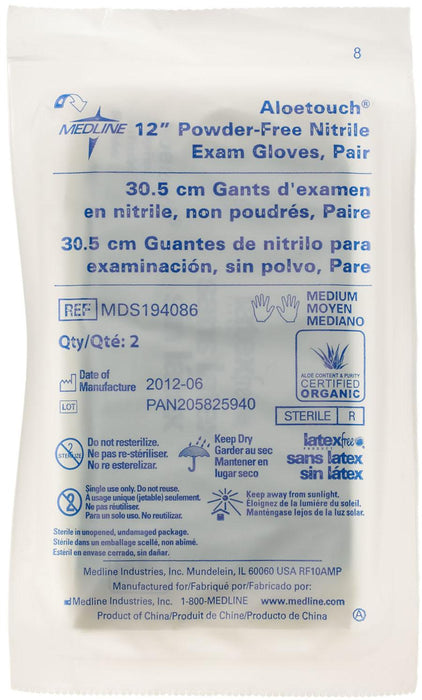 8
Aloetouch®
MEDLINE 12" Powder-Free Nitrile
Exam Gloves, Pair
30.5 cm Gants d'examen
en nitrile, non poudrés, Paire
30.5 cm Guantes de nitrilo para
examinación, sin polvo, Pare
REF MDS194086
MEDIUM
MOYEN
MEDIANO
Qty/Qté: 2
ALOE CONTENT & PURITY
CERTIFIED
ORGANIC
Date of
Manufacture 2012-06
LOT PAN205825940
STERILE R
2
STERILIZE
Do not resterilize.
Ne pas re-stériliser.
No re esterelizar.
Keep Dry
Garder au sec
Mantener en
lugar seco
latexfree
PRODUCT
sans latex
sin látex
2
Single use only. Do not reuse.
A usage unique (jetable) seulement.
Ne pas réutiliser.
Para un solo uso. No reutilizar.
Keep away from sunlight.
Éloignez de la lumière du soleil.
Manténgase lejos de la luz solar.
Sterile in unopened, undamaged package.
Stérile dans un emballage scellé, non abimé.
Estéril en envase cerrado, sin dañar.
Medline Industries, Inc. Mundelein, IL 60060 USA RF10AMP
Manufactured for/Fabriqué por/Fabricado por:
Medline Industries, Inc. 1-800-MEDLINE www.medline.com
Product of China/Produit de Chine/Producto de China
A